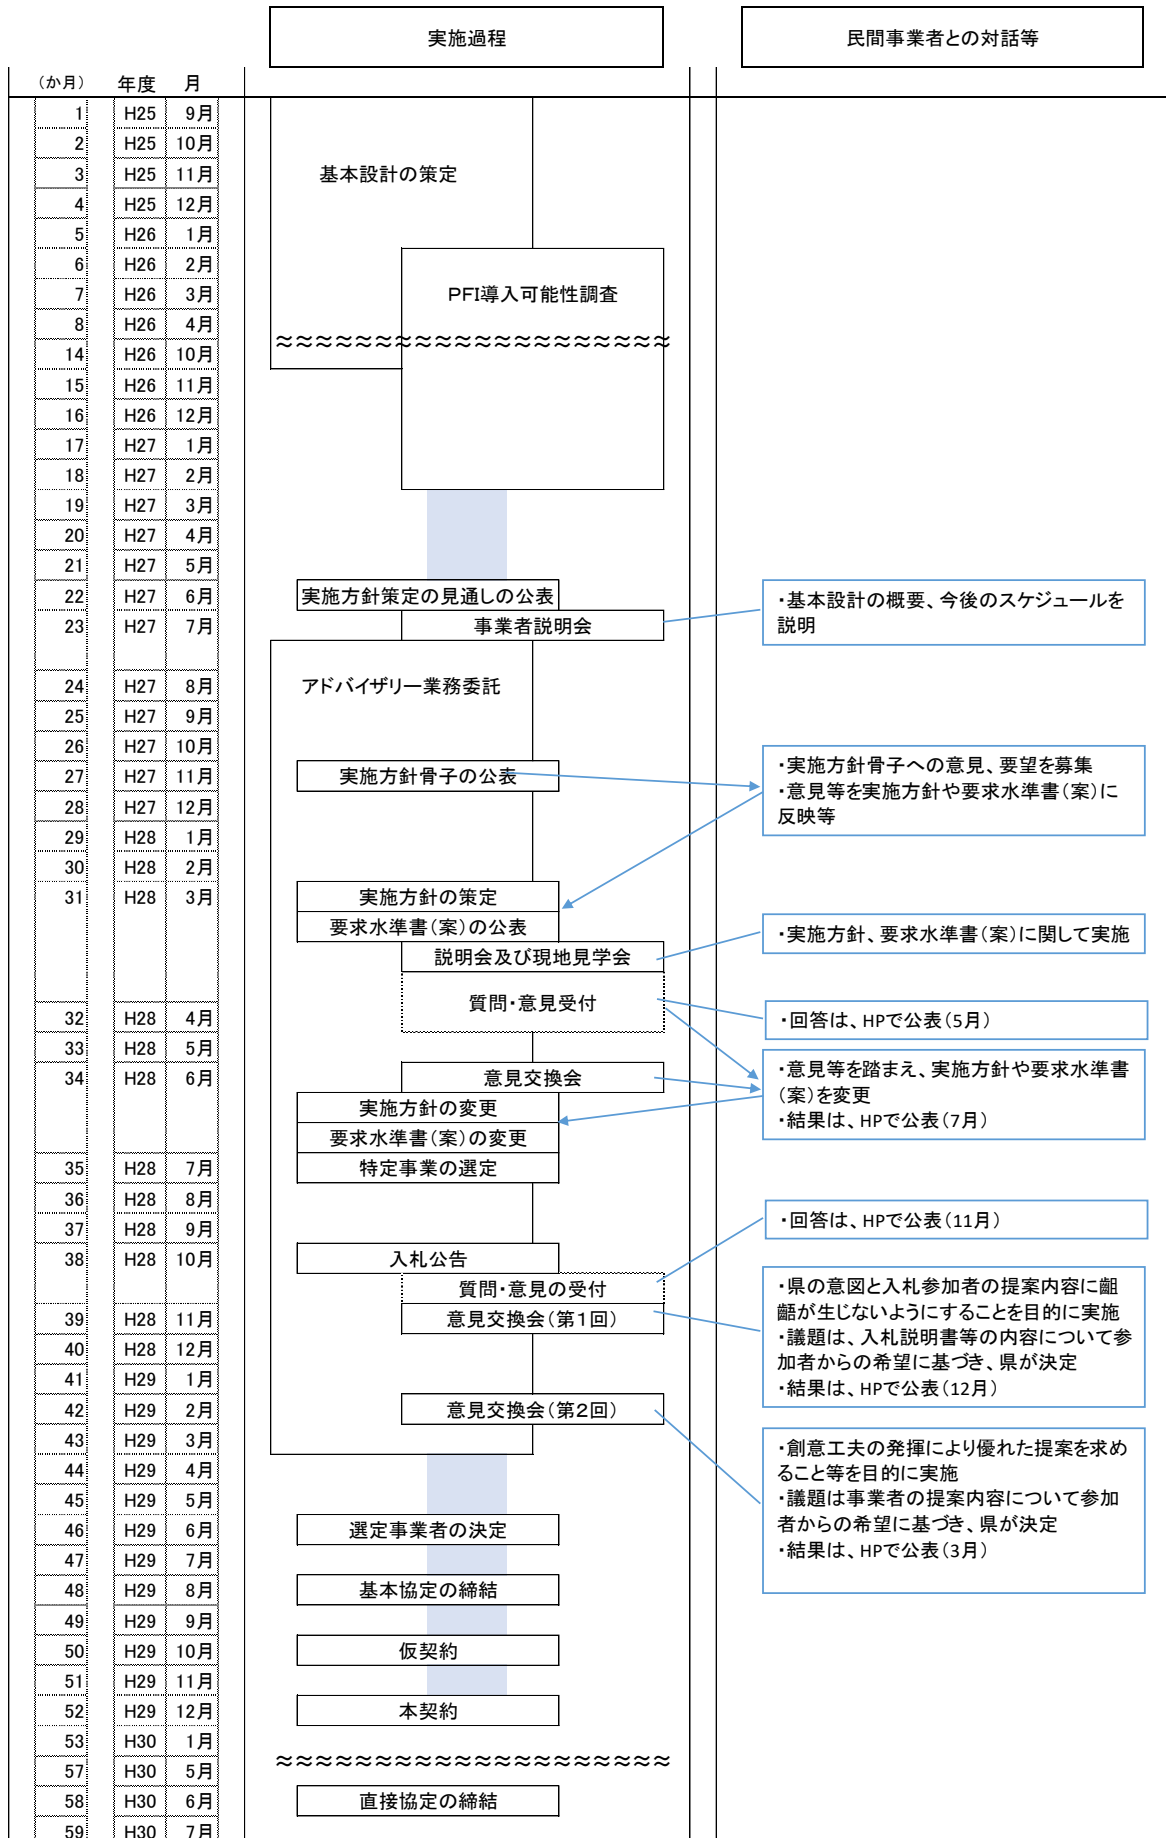 実施過程
民間事業者との対話等
（か月） 年度 月
1 H25 9月
2 H25 10月
3 H25 11月
4 H25 12月
5 H26 1月
6 H26 2月
7 H26 3月
8 H26 4月
14 H26 10月
15 H26 11月
16 H26 12月
17 H27 1月
18 H27 2月
19 H27 3月
20 H27 4月
21 H27 5月
22 H27 6月
23 H27 7月
24 H27 8月
25 H27 9月
26 H27 10月
27 H27 11月
28 H27 12月
29 H28 1月
30 H28 2月
31 H28 3月
32 H28 4月
33 H28 5月
34 H28 6月
35 H28 7月
36 H28 8月
37 H28 9月
38 H28 10月
39 H28 11月
40 H28 12月
41 H29 1月
42 H29 2月
43 H29 3月
44 H29 4月
45 H29 5月
46 H29 6月
47 H29 7月
48 H29 8月
49 H29 9月
50 H29 10月
51 H29 11月
52 H29 12月
53 H30 1月
57 H30 5月
58 H30 6月
59 H30 7月
基本設計の策定
PFI導入可能性調査
≈≈≈≈≈≈≈≈≈≈≈≈≈≈≈≈≈≈≈≈
実施方針策定の見通しの公表
事業者説明会
アドバイザリー業務委託
実施方針骨子の公表
実施方針の策定
要求水準書（案）の公表
説明会及び現地見学会
質問・意見受付
意見交換会
実施方針の変更
要求水準書（案）の変更
特定事業の選定
入札公告
質問・意見の受付
意見交換会（第1回）
意見交換会（第2回）
選定事業者の決定
基本協定の締結
仮契約
本契約
≈≈≈≈≈≈≈≈≈≈≈≈≈≈≈≈≈≈≈≈
直接協定の締結
・基本設計の概要、今後のスケジュールを
説明
・実施方針骨子への意見、要望を募集
・意見等を実施方針や要求水準書（案）に
反映等
・実施方針、要求水準書（案）に関して実施
・回答は、HPで公表（5月）
・意見等を踏まえ、実施方針や要求水準書
（案）を変更
・結果は、HPで公表（7月）
・回答は、HPで公表（11月）
・県の意図と入札参加者の提案内容に齟
齬が生じないようにすることを目的に実施
・議題は、入札説明書等の内容について参
加者からの希望に基づき、県が決定
・結果は、HPで公表（12月）
・創意工夫の発揮により優れた提案を求め
ること等を目的に実施
・議題は事業者の提案内容について参加
者からの希望に基づき、県が決定
・結果は、HPで公表（3月）